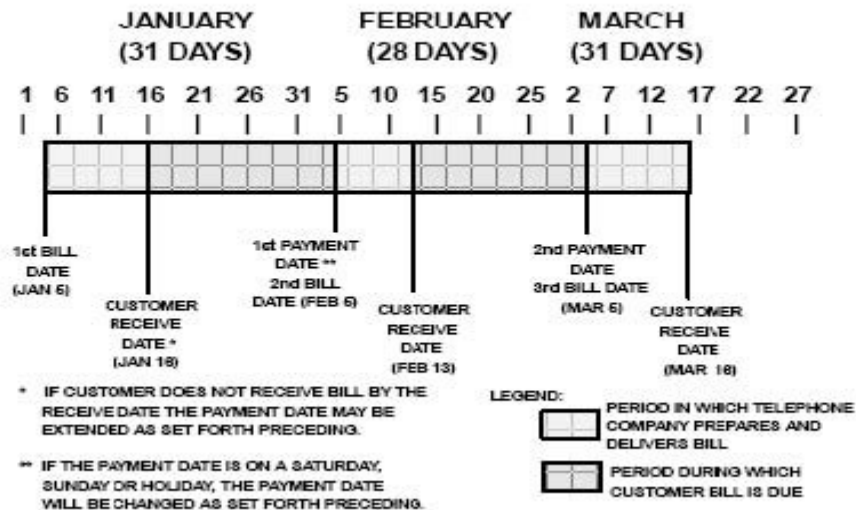 JANUARY
(31 DAYS)
FEBRUARY
(28 DAYS)
MARCH
(31 DAYS)
1 6 11 16 21 26 31 5 10 15 20 25 2 7 12 17 22 27
1st BILL
DATE
(JAN 5)
CUSTOMER
RECEIVE
DATE *
(JAN 16)
1st PAYMENT
DATE **
2nd BILL
DATE (FEB 5)
CUSTOMER
RECEIVE
DATE
(FEB 13)
2nd PAYMENT
DATE
3rd BILL DATE
(MAR 5)
CUSTOMER
RECEIVE
DATE
(MAR 16)
* IF CUSTOMER DOES NOT RECEIVE BILL BY THE
RECEIVE DATE THE PAYMENT DATE MAY BE
EXTENDED AS SET FORTH PRECEDING.
** IF THE PAYMENT DATE IS ON A SATURDAY,
SUNDAY OR HOLIDAY, THE PAYMENT DATE
WILL BE CHANGED AS SET FORTH PRECEDING.
LEGEND:
PERIOD IN WHICH TELEPHONE
COMPANY PREPARES AND
DELIVERS BILL
PERIOD DURING WHICH
CUSTOMER BILL IS DUE